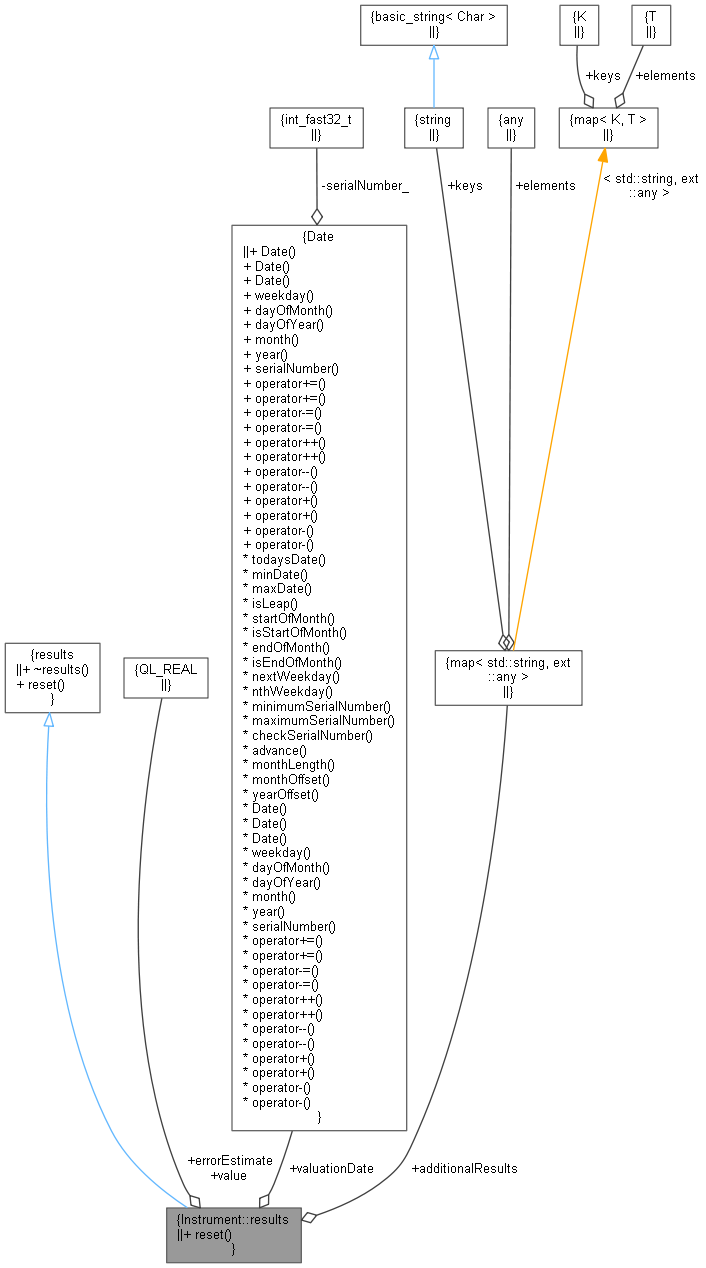 {basic_string< Char >
||}
{K
||}
{T
||}
+keys
+elements
{int_fast32_t
||}
{string
||}
{any
||}
{map< K, T >
||}
-serialNumber_
+keys
+elements
< std::string, ext
::any >
{Date
||+ Date()
+ Date()
+ Date()
+ weekday()
+ dayOfMonth()
+ dayOfYear()
+ month()
+ year()
+ serialNumber()
+ operator+=()
+ operator+=()
+ operator-=()
+ operator-=()
+ operator++()
+ operator++()
+ operator--()
+ operator--()
+ operator+()
+ operator+()
+ operator-()
+ operator-()
* todaysDate()
* minDate()
* maxDate()
* isLeap()
* startOfMonth()
* isStartOfMonth()
* endOfMonth()
* isEndOfMonth()
* nextWeekday()
* nthWeekday()
* minimumSerialNumber()
* maximumSerialNumber()
* checkSerialNumber()
* advance()
* monthLength()
* monthOffset()
* yearOffset()
* Date()
* Date()
* Date()
* weekday()
* dayOfMonth()
* dayOfYear()
* month()
* year()
* serialNumber()
* operator+=()
* operator+=()
* operator-=()
* operator-=()
* operator++()
* operator++()
* operator--()
* operator--()
* operator+()
* operator+()
* operator-()
* operator-()
}
{results
||+ ~results()
+ reset()
}
{QL_REAL
||}
{map< std::string, ext
::any >
||}
+errorEstimate
+value
+valuationDate
+additionalResults
{Instrument::results
||+ reset()
}